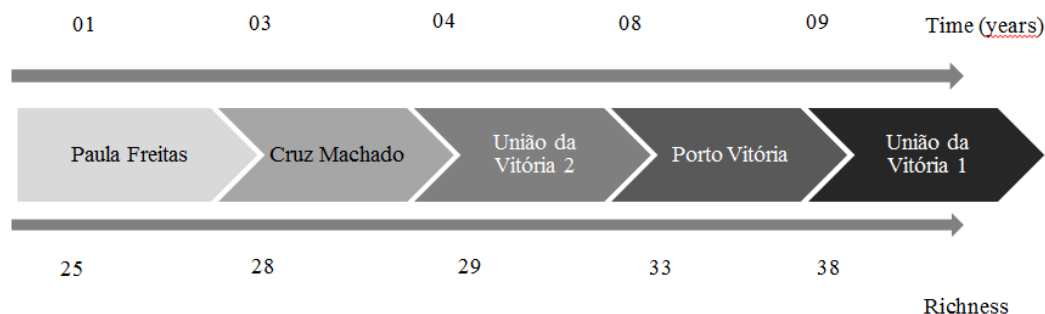 01 03 04 08 09 Time (years)
Paula Freitas
Cruz Machado
União da
Vitória 2
Porto Vitória
União da
Vitória 1
25 28 29 33 38
Richness